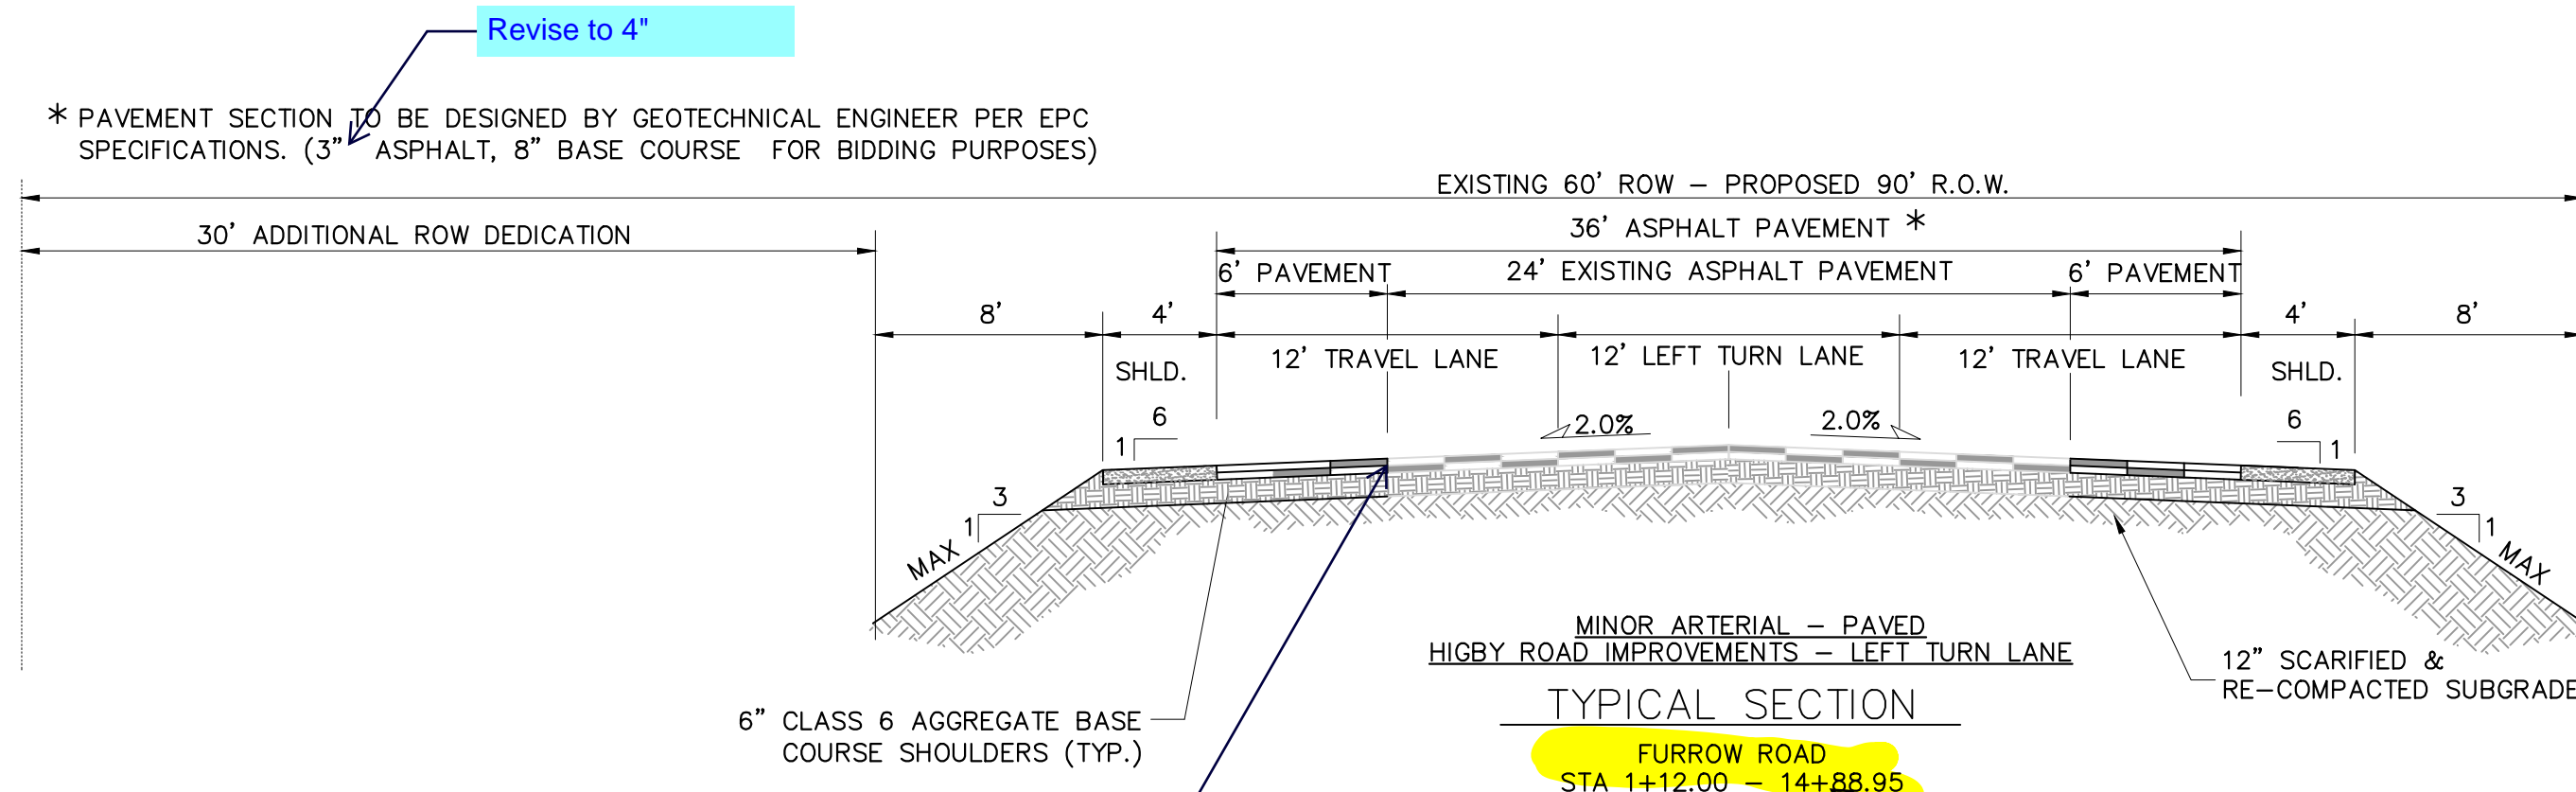 Revise to 4"
* PAVEMENT SECTION TO BE DESIGNED BY GEOTECHNICAL ENGINEER PER EPC
SPECIFICATIONS. (3” ASPHALT, 8” BASE COURSE FOR BIDDING PURPOSES)
EXISTING 60’ ROW – PROPOSED 90’ R.O.W.
30’ ADDITIONAL ROW DEDICATION
36’ ASPHALT PAVEMENT *
6’ PAVEMENT
24’ EXISTING ASPHALT PAVEMENT
6’ PAVEMENT
8’
4’
4’
8’
12’ TRAVEL LANE
12’ LEFT TURN LANE
12’ TRAVEL LANE
SHLD.
SHLD.
6
1
2.0%
2.0%
6
1
3
1
MAX
3
1
MAX
MINOR ARTERIAL – PAVED
HIGBY ROAD IMPROVEMENTS – LEFT TURN LANE
12” SCARIFIED &
RE–COMPACTED SUBGRADE
TYPICAL SECTION
6” CLASS 6 AGGREGATE BASE
COURSE SHOULDERS (TYP.)
FURROW ROAD
STA 1+12.00 – 14+88.95